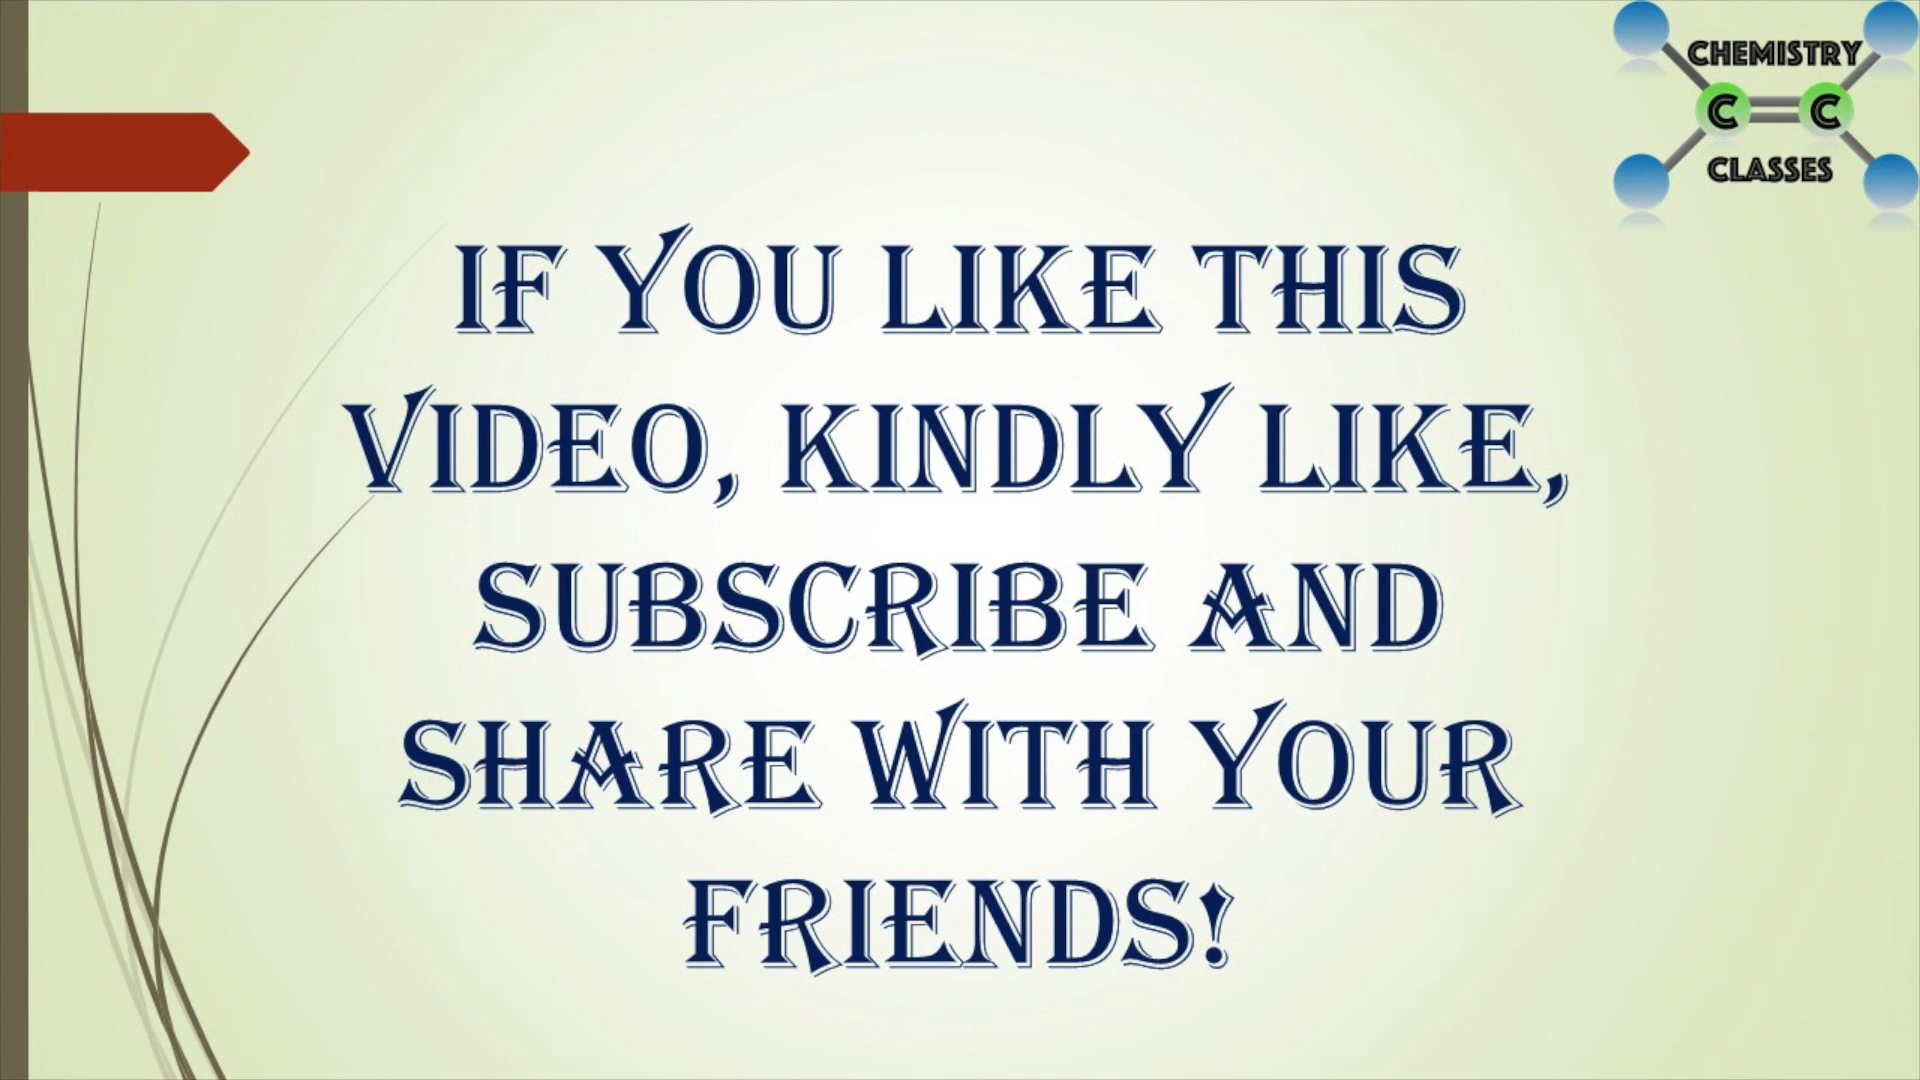 CHEMISTRY
C C
CLASSES
IF YOU LIKE THIS
VIDEO, KINDLY LIKE,
SUBSCRIBE AND
SHARE WITH YOUR
FRIENDS!